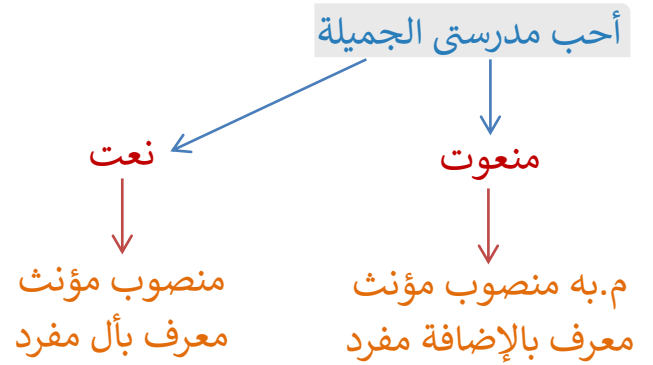 أحب مدرستى الجميلة
منعوت
نعت
م.به منصوب مؤنث
معرف بالإضافة مفرد
منصوب مؤنث
معرف بأل مفرد